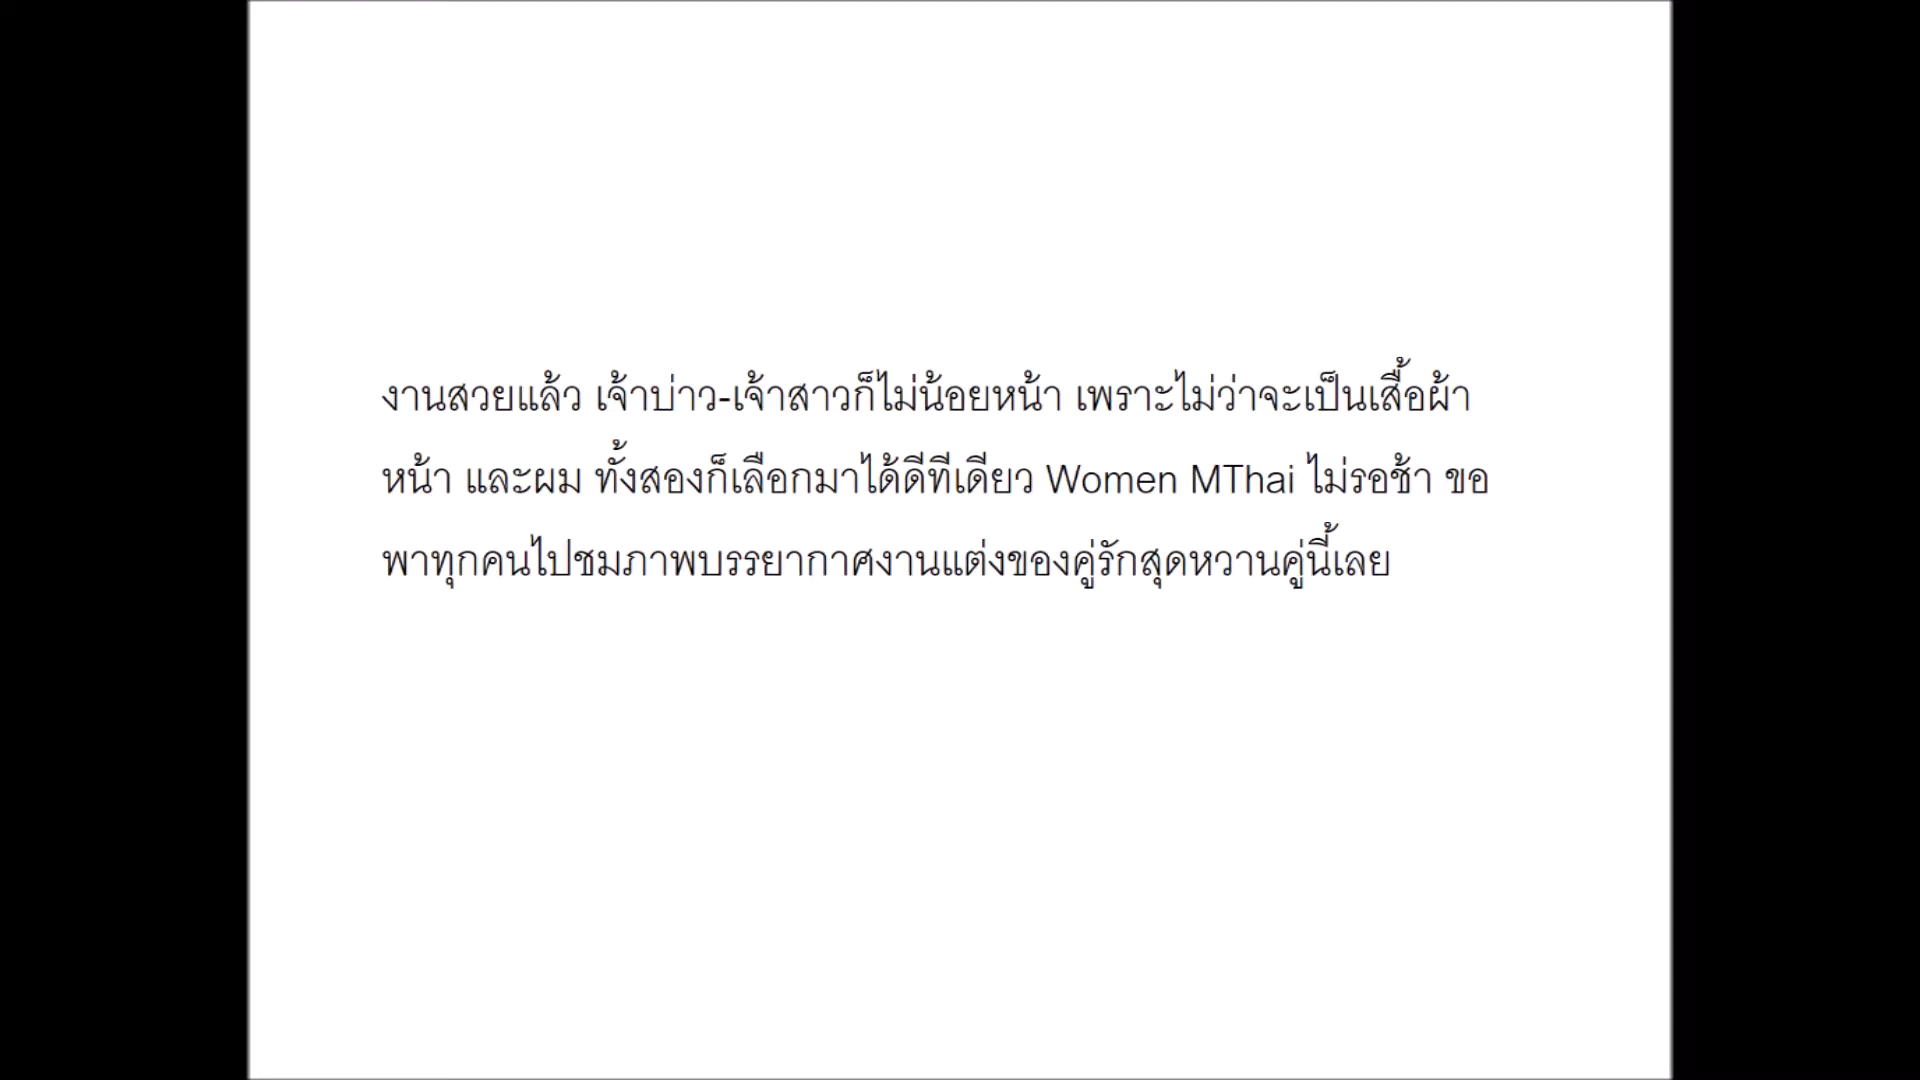 งานสวยแล้ว เจ้าบ่าว-เจ้าสาวก็ไม่น้อยหน้า เพราะไม่ว่าจะเป็นเสื้อผ้า
หน้า และผม ทั้งสองก็เลือกมาได้ดีทีเดียว Women MThai ไม่รอช้า ขอ
พาทุกคนไปชมภาพบรรยากาศงานแต่งของคู่รักสุดหวานคู่นี้เลย